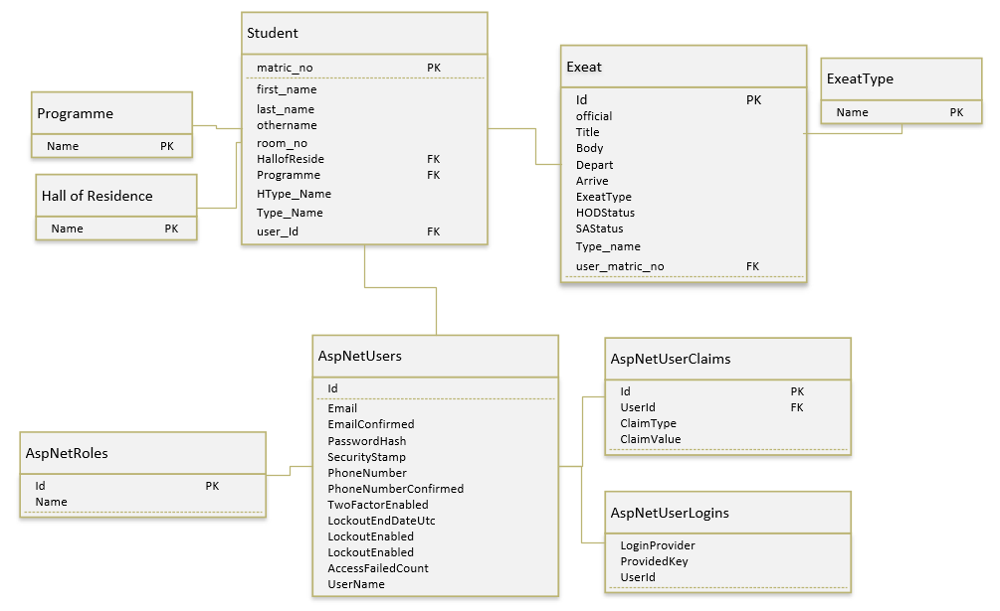 Student
matric_no PK
first_name
last_name
othername
room_no
HallofReside FK
Programme FK
HType_Name
Type_Name
user_Id FK
Exeat
Id PK
official
Title
Body
Depart
Arrive
ExeatType
HODStatus
SAStatus
Type_name
user_matric_no FK
ExeatType
Name PK
Programme
Name PK
Hall of Residence
Name PK
AspNetUsers
Id
Email
EmailConfirmed
PasswordHash
SecurityStamp
PhoneNumber
PhoneNumberConfirmed
TwoFactorEnabled
LockoutEndDateUtc
LockoutEnabled
LockoutEnabled
AccessFailedCount
UserName
AspNetUserClaims
Id PK
UserId FK
ClaimType
ClaimValue
AspNetRoles
Id PK
Name
AspNetUserLogins
LoginProvider
ProvidedKey
UserId